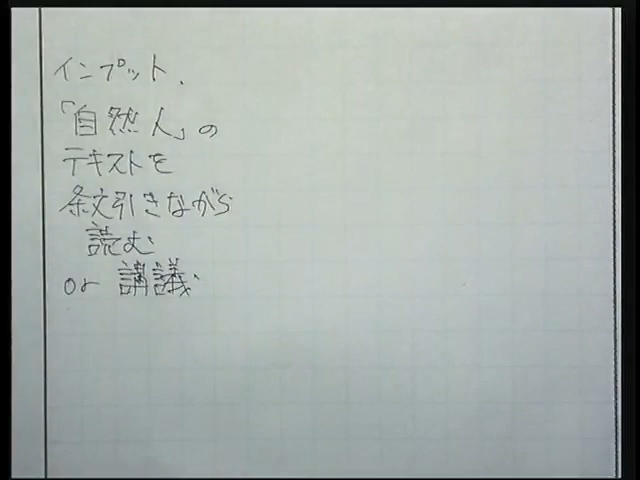 インプット、
「自然人」の
テキストを
条文引きながら
読む
or 講議